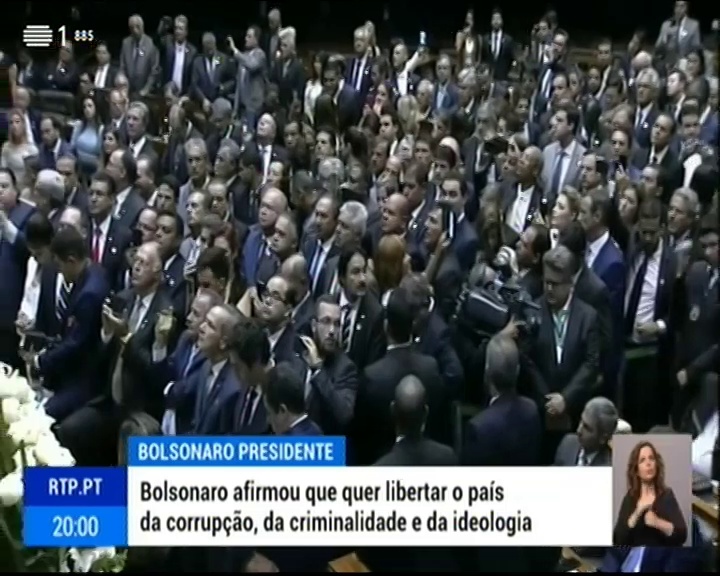 1 885
BOLSONARO PRESIDENTE
RTP.PT
Bolsonaro afirmou que quer libertar o país
da corrupção, da criminalidade e da ideologia
20:00